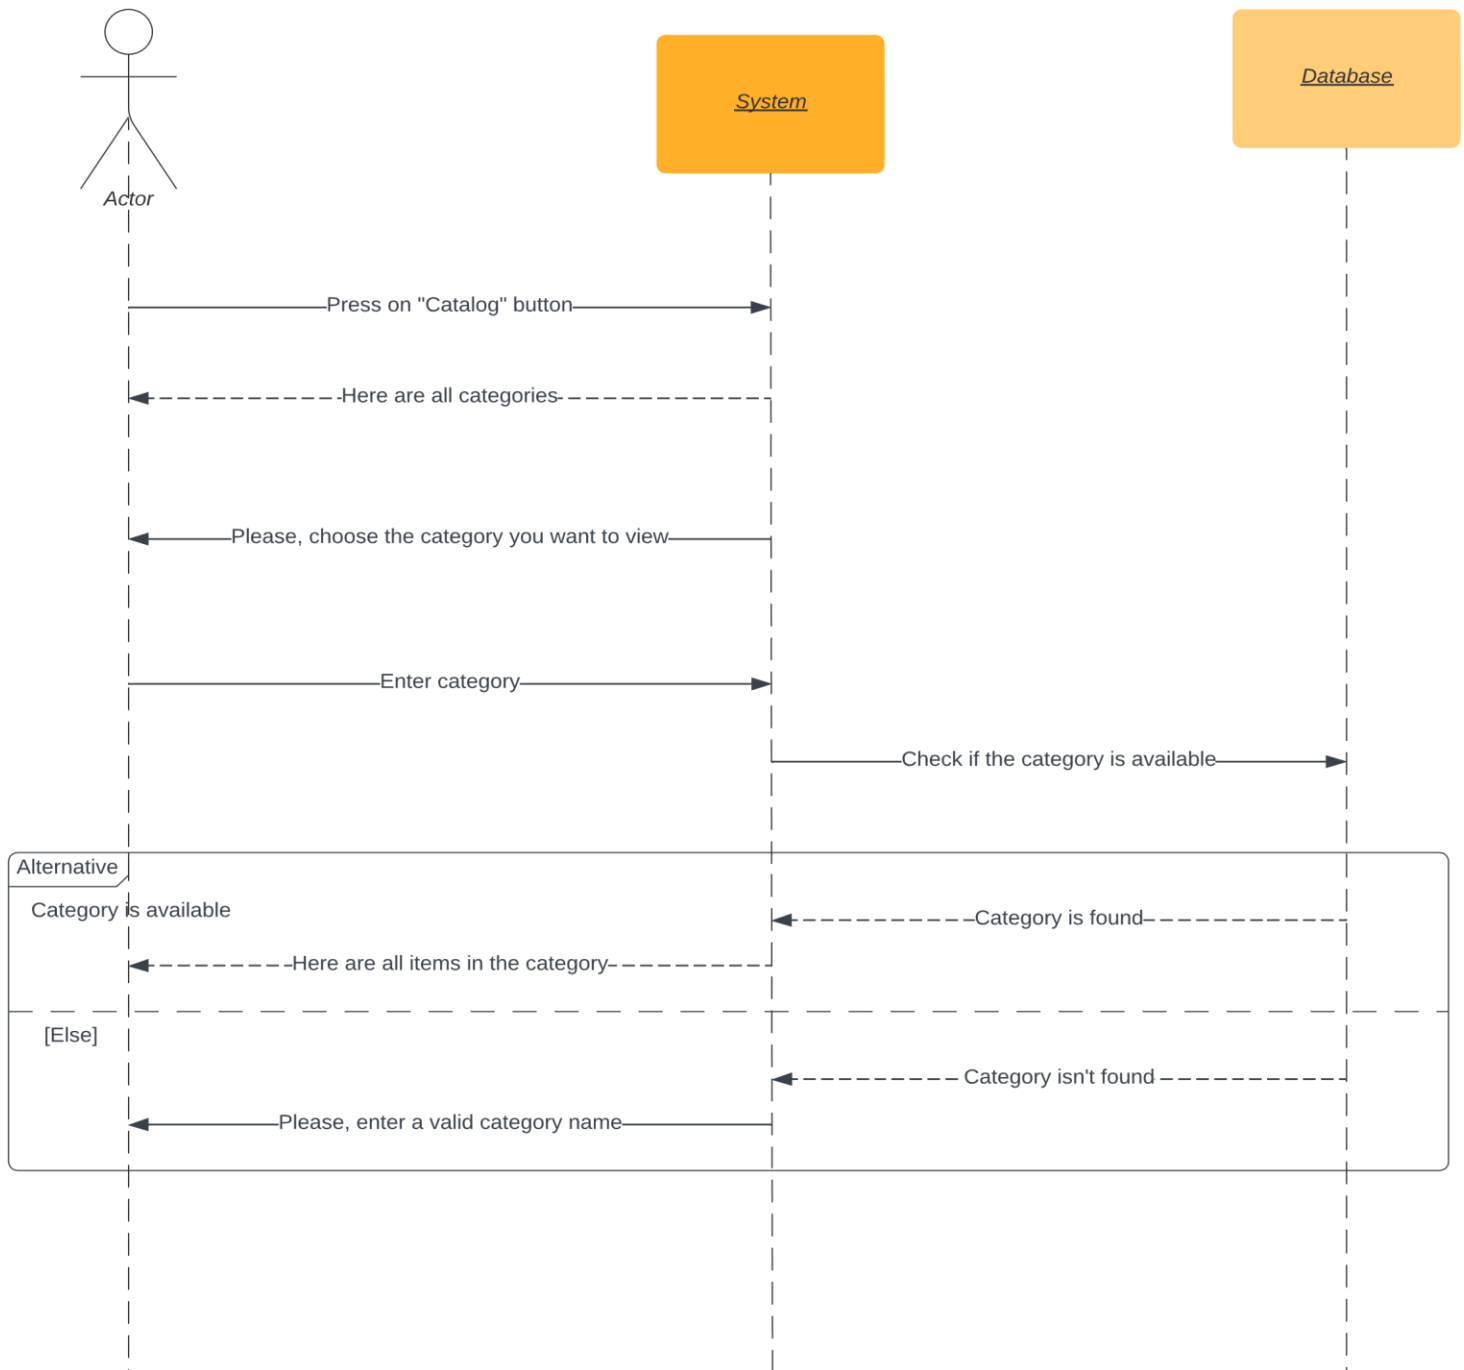 Actor
System
Database
Press on "Catalog" button
Here are all categories
Please, choose the category you want to view
Enter category
Check if the category is available
Alternative
Category is available
Category is found
Here are all items in the category
[Else]
Category isn't found
Please, enter a valid category name